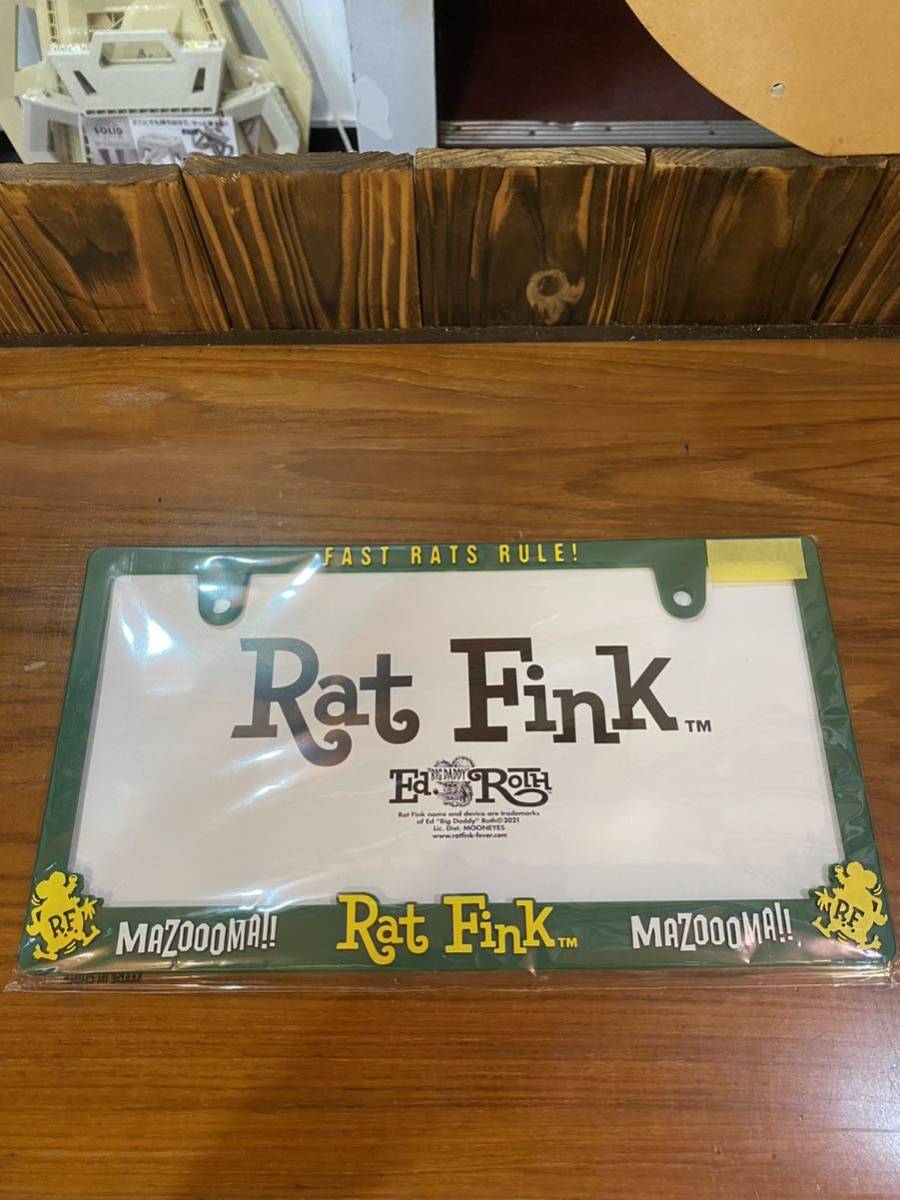 SOLID
FAST RATS RULE!
Rat Fink™
Ed. "BIG DADDY" Roth
Rat Fink name and device are trademarks
of Ed "Big Daddy" Roth©2021
Lic. Dist. MOONEYES
www.ratfink-fever.com
R.F.
MAZOOOMA!!
Rat Fink™
MAZOOOMA!!
R.F.